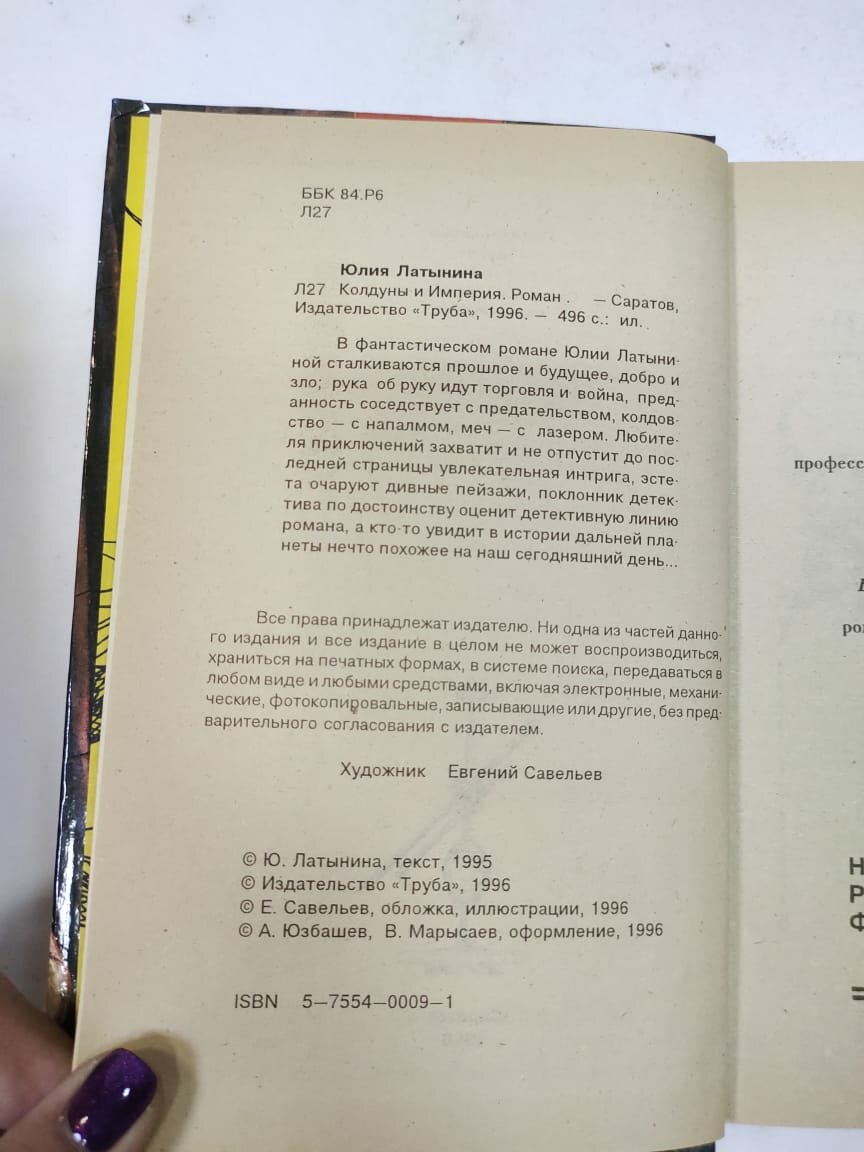 ББК 84.Р6
Л27
Юлия Латынина
Л27 Колдуны и Империя. Роман . — Саратов,
Издательство «Труба», 1996. — 496 с.: ил.
В фантастическом романе Юлии Латыни-
ной сталкиваются прошлое и будущее, добро и
зло; рука об руку идут торговля и война, пред-
анность соседствует с предательством, колдов-
ство — с напалмом, меч — с лазером. Любите-
ля приключений захватит и не отпустит до пос-
ледней страницы увлекательная интрига, эсте-
та очаруют дивные пейзажи, поклонник детек-
тива по достоинству оценит детективную линию
романа, а кто-то увидит в истории дальней пла-
неты нечто похожее на наш сегодняшний день...
Все права принадлежат издателю. Ни одна из частей данно-
го издания и все издание в целом не может воспроизводиться,
храниться на печатных формах, в системе поиска, передаваться в
любом виде и любыми средствами, включая электронные, механи-
ческие, фотокопировальные, записывающие или другие, без пред-
варительного согласования с издателем.
Художник Евгений Савельев
© Ю. Латынина, текст, 1995
© Издательство «Труба», 1996
© Е. Савельев, обложка, иллюстрации, 1996
© А. Юзбашев, В. Марысаев, оформление, 1996
ISBN 5—7554—0009—1
професс
ро
Н
Р
Ф